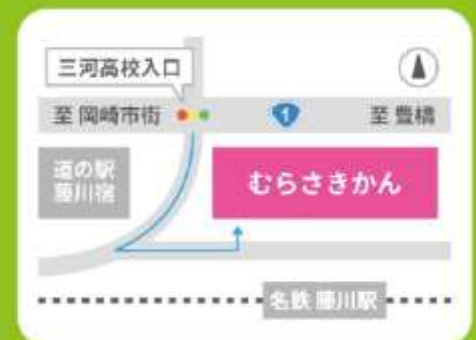 三河高校入口
至 岡崎市街
1
至 豊橋
道の駅
藤川宿
むらさきかん
名鉄 藤川駅